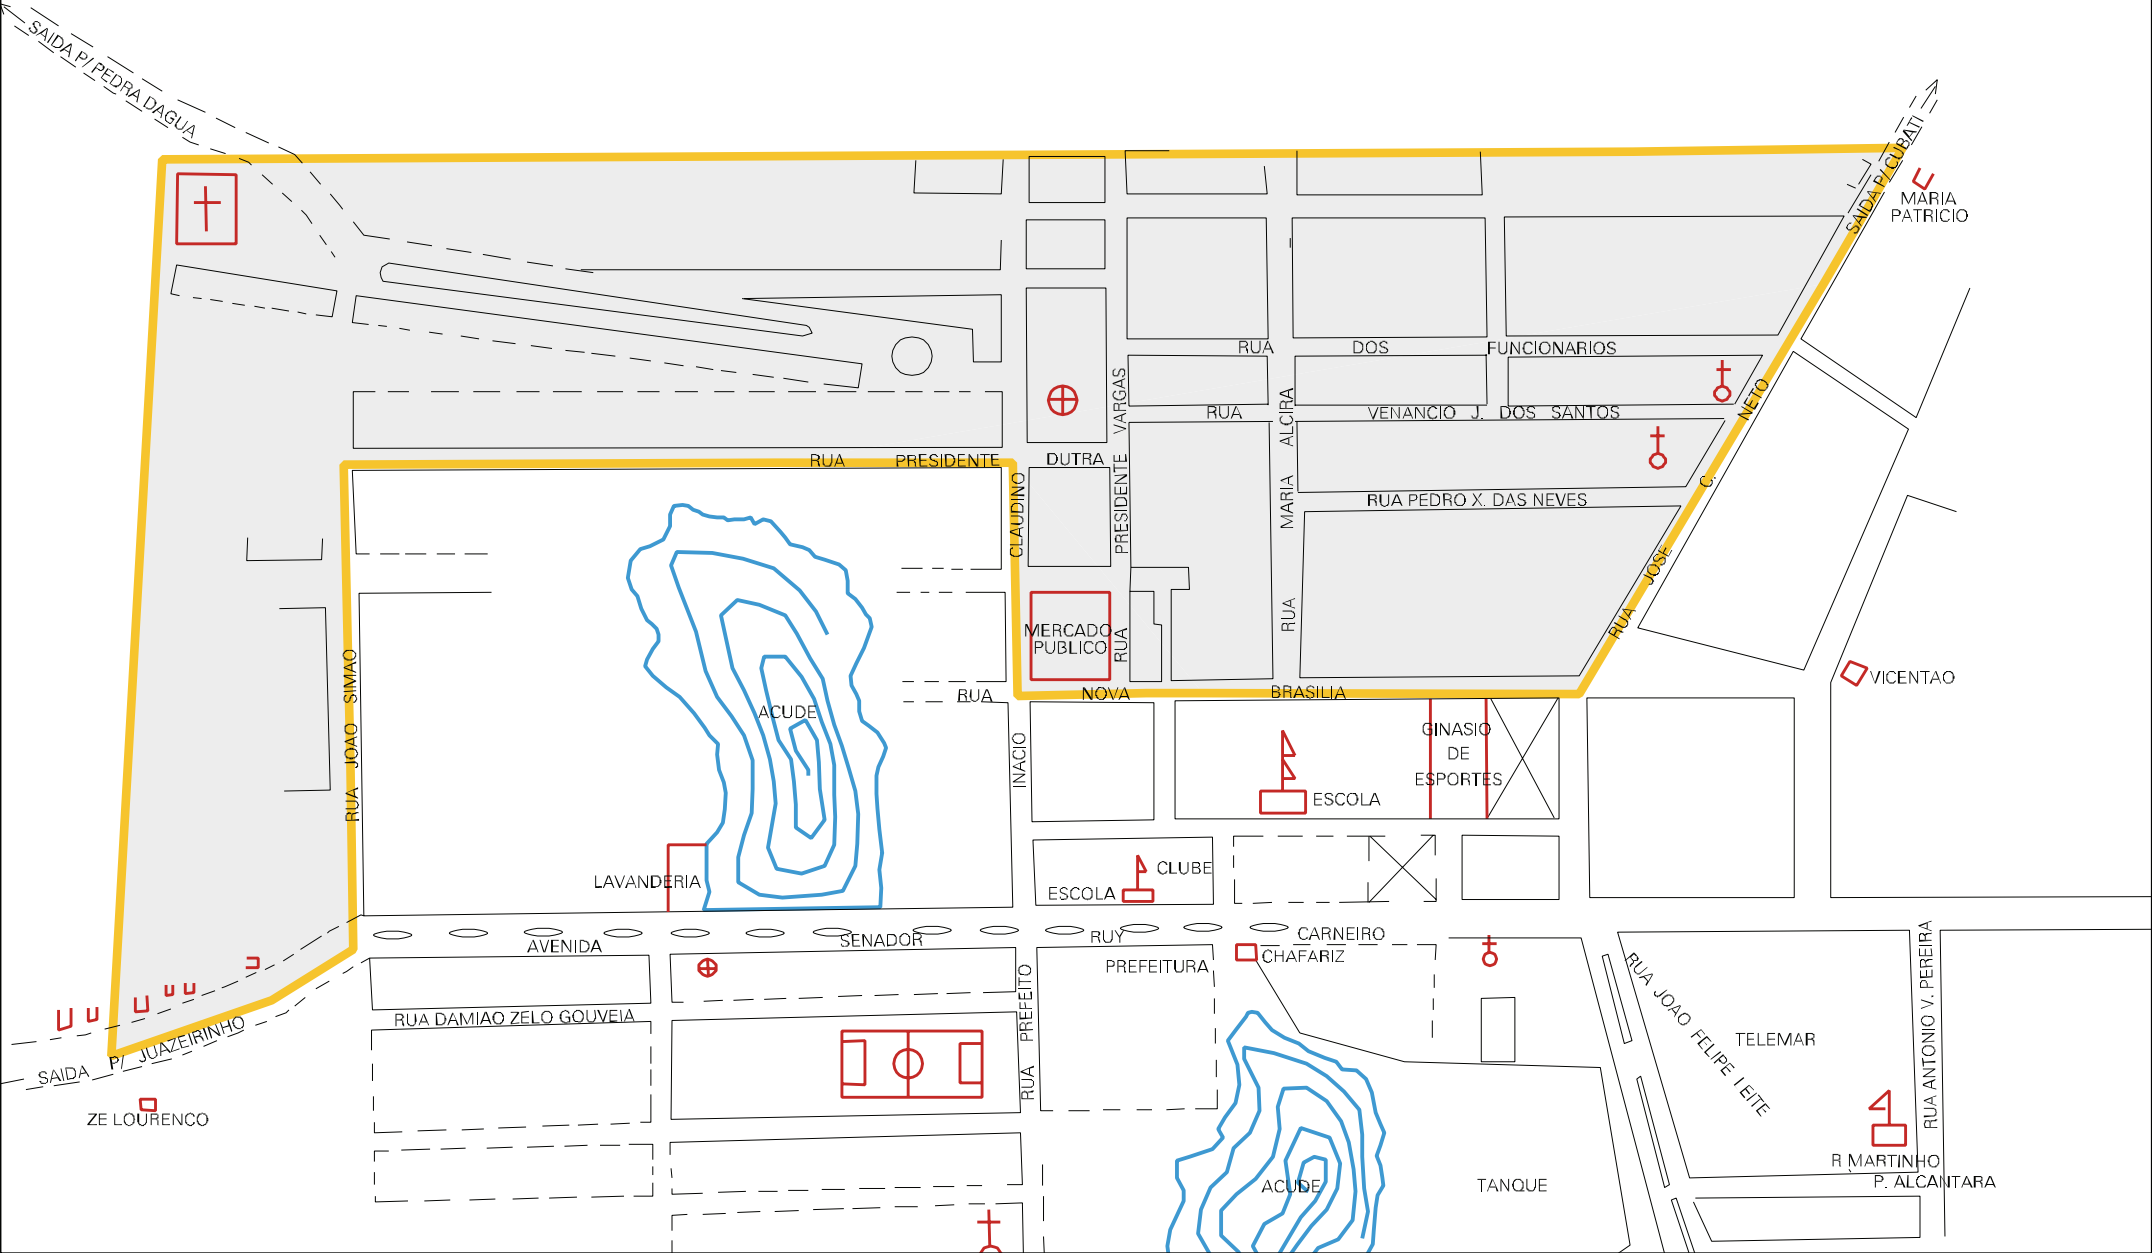 SAIDA P/ PEDRA DAGUA
SAIDA P/ CUBATI
MARIA
PATRICIO
RUA DOS FUNCIONARIOS
RUA VENANCIO J. DOS SANTOS
RUA PRESIDENTE DUTRA
RUA PRESIDENTE VARGAS
RUA MARIA ALCIRA
RUA PEDRO X. DAS NEVES
RUA JOSE C. NETO
INACIO CLAUDINO
MERCADO
PUBLICO
RUA NOVA BRASILIA
RUA JOAO SIMAO
ACUDE
VICENTAO
GINASIO
DE
ESPORTES
ESCOLA
CLUBE
ESCOLA
LAVANDERIA
AVENIDA SENADOR RUY CARNEIRO
PREFEITURA
CHAFARIZ
RUA PREFEITO
RUA DAMIAO ZELO GOUVEIA
SAIDA P/ JUAZEIRINHO
ZE LOURENCO
RUA JOAO FELIPE LEITE
TELEMAR
RUA ANTONIO V. PEREIRA
R MARTINHO
P. ALCANTARA
ACUDE
TANQUE